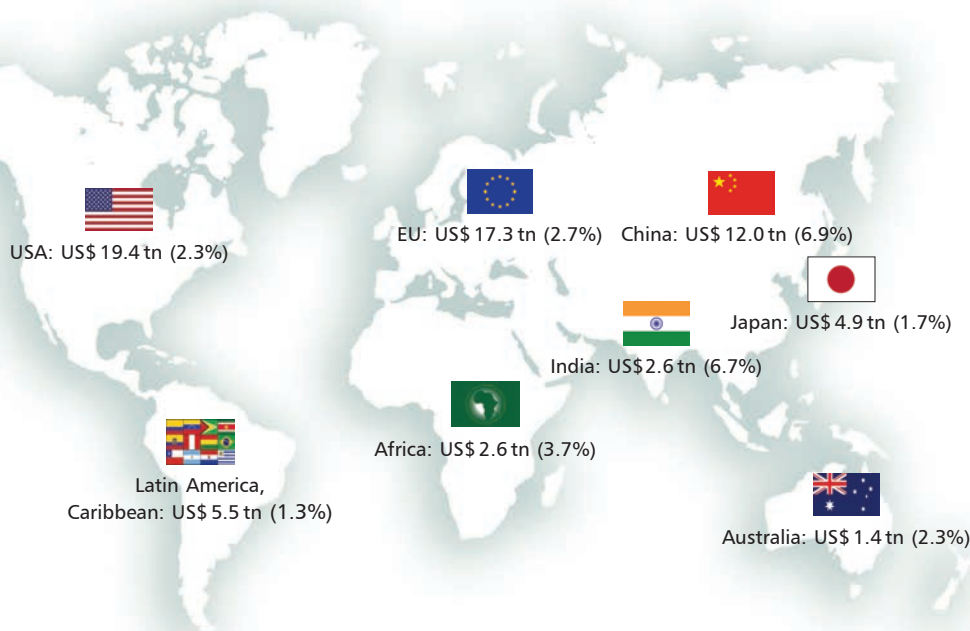 USA: US$ 19.4 tn (2.3%)
EU: US$ 17.3 tn (2.7%)
China: US$ 12.0 tn (6.9%)
Japan: US$ 4.9 tn (1.7%)
India: US$ 2.6 tn (6.7%)
Africa: US$ 2.6 tn (3.7%)
Latin America,
Caribbean: US$ 5.5 tn (1.3%)
Australia: US$ 1.4 tn (2.3%)